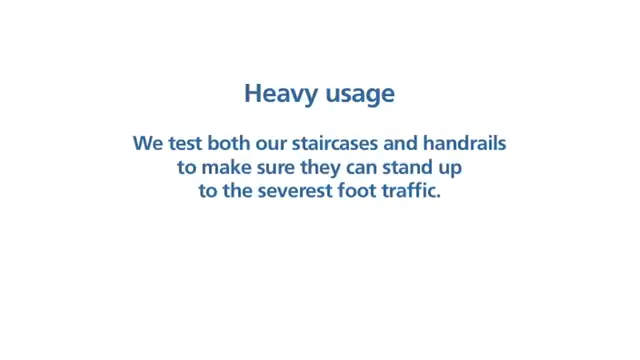 Heavy usage
We test both our staircases and handrails
to make sure they can stand up
to the severest foot traffic.